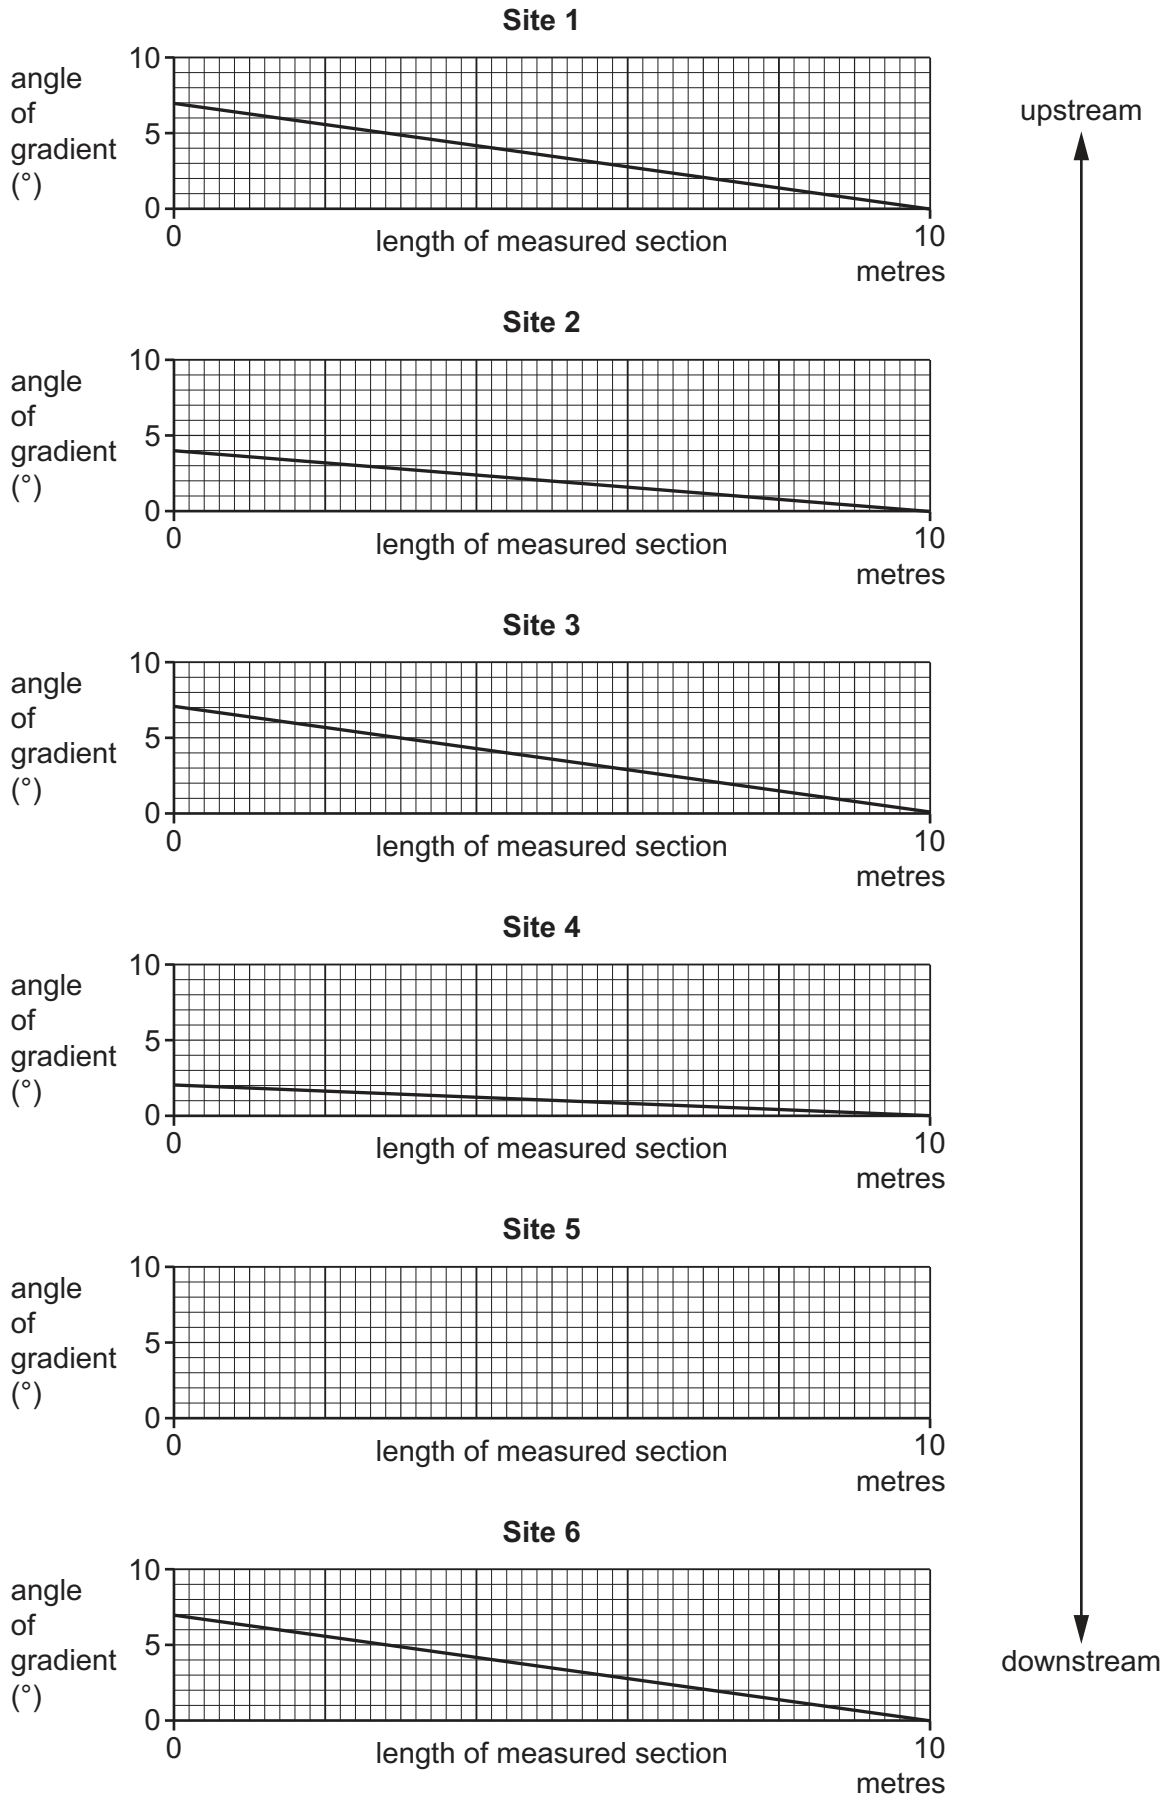 Site 1
angle
of
gradient
(°)
10
5
0
0
length of measured section
10
metres
upstream
Site 2
angle
of
gradient
(°)
10
5
0
0
length of measured section
10
metres
Site 3
angle
of
gradient
(°)
10
5
0
0
length of measured section
10
metres
Site 4
angle
of
gradient
(°)
10
5
0
0
length of measured section
10
metres
Site 5
angle
of
gradient
(°)
10
5
0
0
length of measured section
10
metres
Site 6
angle
of
gradient
(°)
10
5
0
0
length of measured section
10
metres
downstream